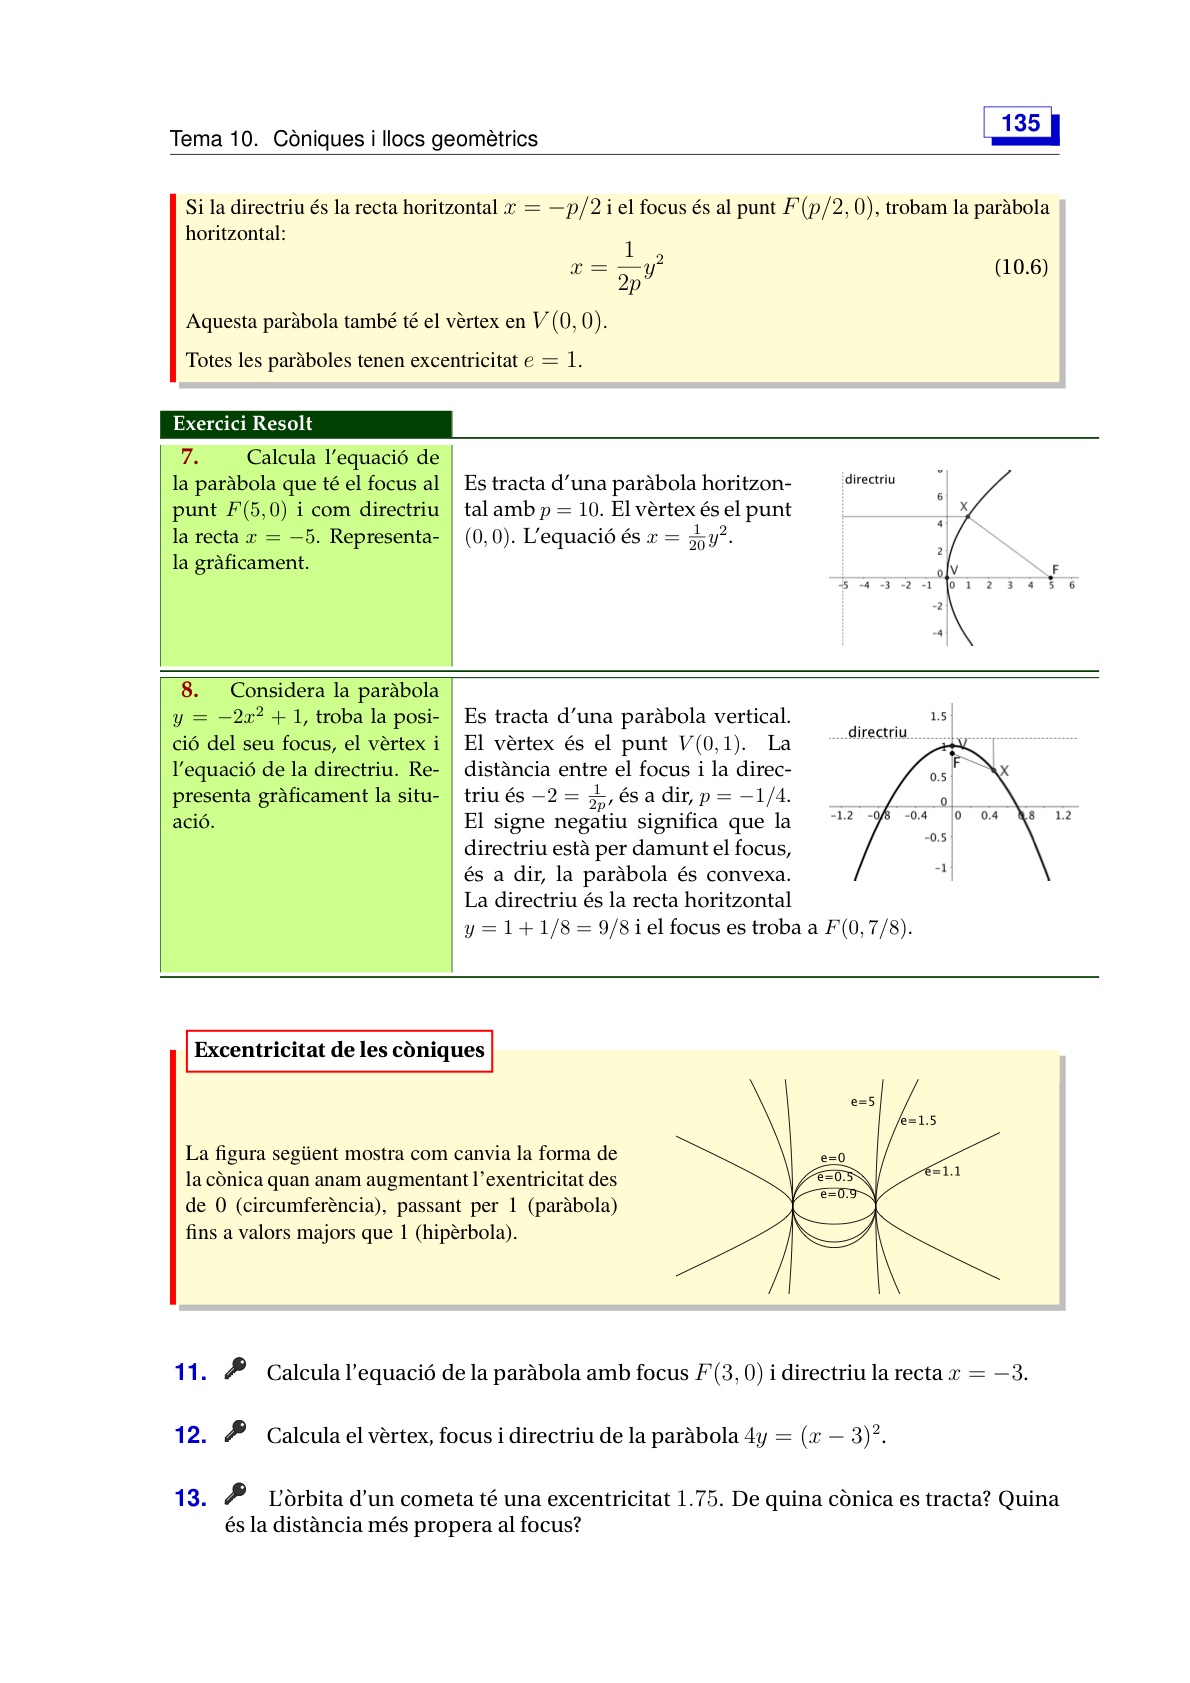 Tema 10. Còniques i llocs geomètrics
135
Si la directriu és la recta horitzontal x = −p/2 i el focus és al punt F(p/2, 0), trobam la paràbola
horitzontal:
x = 1/2p y² (10.6)
Aquesta paràbola també té el vèrtex en V(0, 0).
Totes les paràboles tenen excentricitat e = 1.
Exercici Resolt
7. Calcula l'equació de
la paràbola que té el focus al
punt F(5, 0) i com directriu
la recta x = −5. Representa-
la gràficament.
Es tracta d'una paràbola horitzon-
tal amb p = 10. El vèrtex és el punt
(0, 0). L'equació és x = 1/20 y².
directriu
6
X
4
2
0
V
F
-5 -4 -3 -2 -1 0 1 2 3 4 5 6
-2
-4
8. Considera la paràbola
y = −2x² + 1, troba la posi-
ció del seu focus, el vèrtex i
l'equació de la directriu. Re-
presenta gràficament la situ-
ació.
Es tracta d'una paràbola vertical.
El vèrtex és el punt V(0, 1). La
distància entre el focus i la direc-
triu és −2 = 1/2p, és a dir, p = −1/4.
El signe negatiu significa que la
directriu està per damunt el focus,
és a dir, la paràbola és convexa.
La directriu és la recta horitzontal
y = 1 + 1/8 = 9/8 i el focus es troba a F(0, 7/8).
1.5
directriu
1
V
F
X
0.5
0
-1.2 -0.8 -0.4 0 0.4 0.8 1.2
-0.5
-1
Excentricitat de les còniques
La figura següent mostra com canvia la forma de
la cònica quan anam augmentant l'exentricitat des
de 0 (circumferència), passant per 1 (paràbola)
fins a valors majors que 1 (hipèrbola).
e=5
e=1.5
e=0
e=1.1
e=0.5
e=0.9
11. Calcula l'equació de la paràbola amb focus F(3, 0) i directriu la recta x = −3.
12. Calcula el vèrtex, focus i directriu de la paràbola 4y = (x − 3)².
13. L'òrbita d'un cometa té una excentricitat 1.75. De quina cònica es tracta? Quina
és la distància més propera al focus?